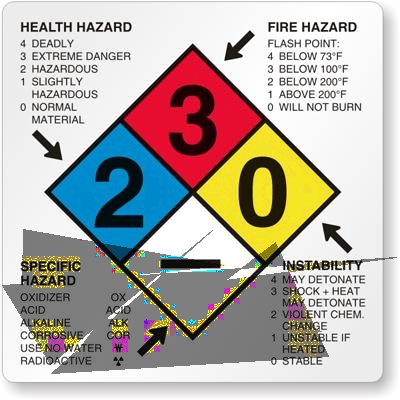 HEALTH HAZARD
4 DEADLY
3 EXTREME DANGER
2 HAZARDOUS
1 SLIGHTLY
HAZARDOUS
0 NORMAL
MATERIAL
FIRE HAZARD
FLASH POINT:
4 BELOW 73°F
3 BELOW 100°F
2 BELOW 200°F
1 ABOVE 200°F
0 WILL NOT BURN
3
2
0
SPECIFIC
HAZARD
OXIDIZER OX
ACID ACID
ALKALINE ALK
CORROSIVE COR
USE NO WATER W
RADIOACTIVE
INSTABILITY
4 MAY DETONATE
3 SHOCK + HEAT
MAY DETONATE
2 VIOLENT CHEM.
CHANGE
1 UNSTABLE IF
HEATED
0 STABLE